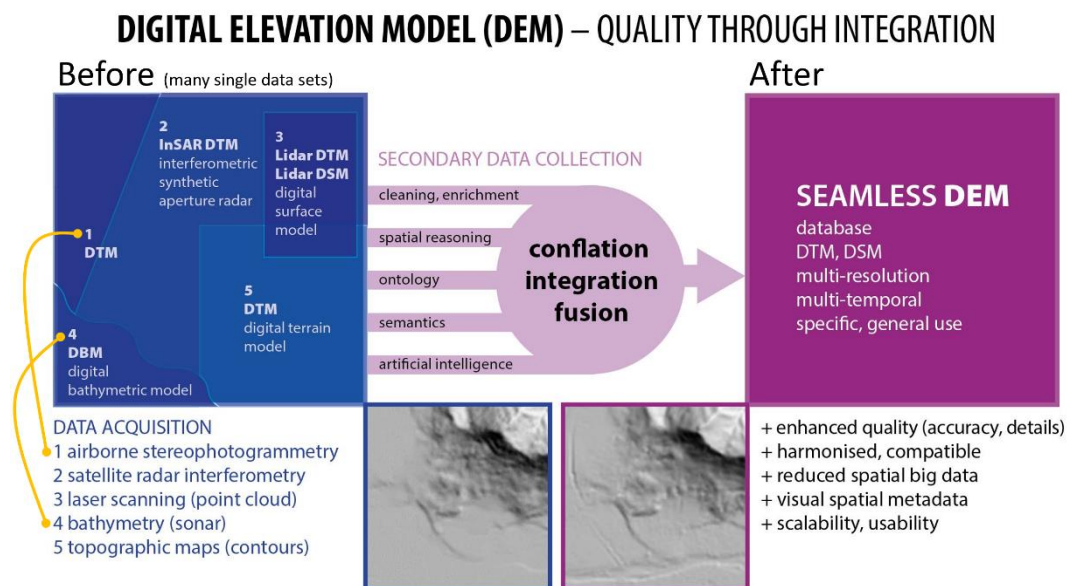 DIGITAL ELEVATION MODEL (DEM) – QUALITY THROUGH INTEGRATION
Before (many single data sets)
2
InSAR DTM
interferometric
synthetic
aperture radar
3
Lidar DTM
Lidar DSM
digital
surface
model
1
DTM
5
DTM
digital terrain
model
4
DBM
digital
bathymetric model
DATA ACQUISITION
1 airborne stereophotogrammetry
2 satellite radar interferometry
3 laser scanning (point cloud)
4 bathymetry (sonar)
5 topographic maps (contours)
SECONDARY DATA COLLECTION
cleaning, enrichment
spatial reasoning
ontology
semantics
artificial intelligence
conflation
integration
fusion
After
SEAMLESS DEM
database
DTM, DSM
multi-resolution
multi-temporal
specific, general use
+ enhanced quality (accuracy, details)
+ harmonised, compatible
+ reduced spatial big data
+ visual spatial metadata
+ scalability, usability